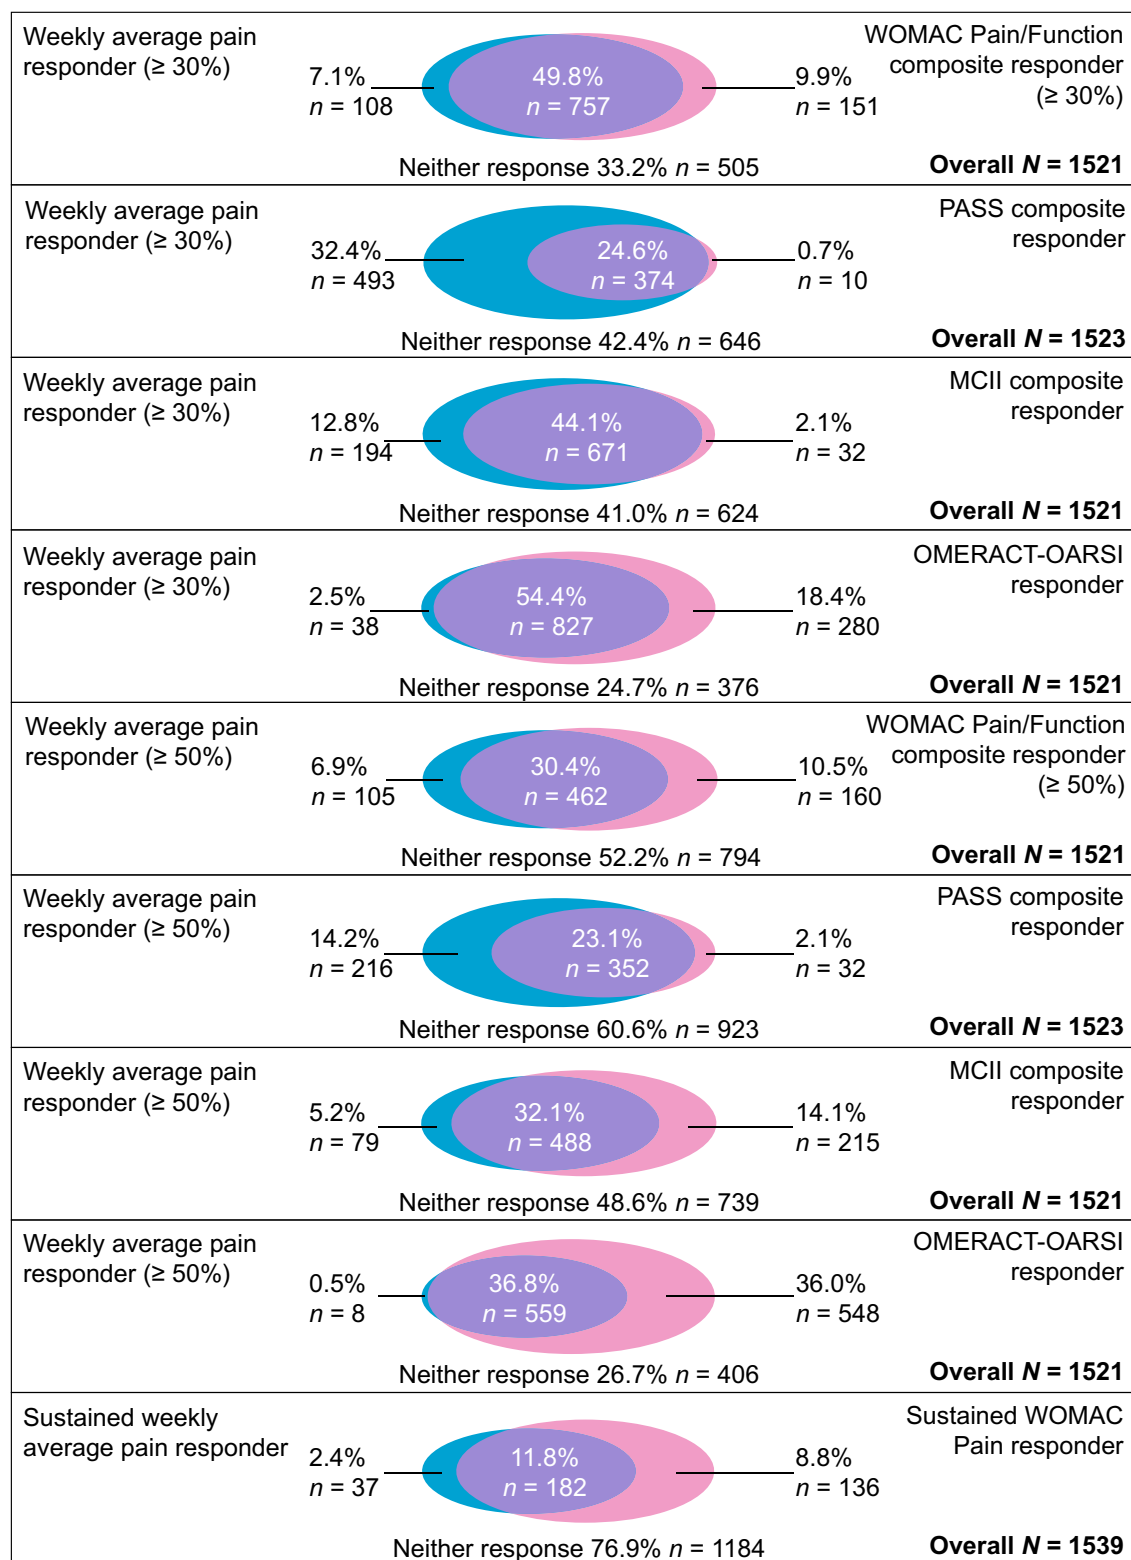 Weekly average pain
responder (≥ 30%)
7.1%
n = 108
49.8%
n = 757
9.9%
n = 151
WOMAC Pain/Function
composite responder
(≥ 30%)
Neither response 33.2% n = 505
Overall N = 1521
Weekly average pain
responder (≥ 30%)
32.4%
n = 493
24.6%
n = 374
0.7%
n = 10
PASS composite
responder
Neither response 42.4% n = 646
Overall N = 1523
Weekly average pain
responder (≥ 30%)
12.8%
n = 194
44.1%
n = 671
2.1%
n = 32
MCII composite
responder
Neither response 41.0% n = 624
Overall N = 1521
Weekly average pain
responder (≥ 30%)
2.5%
n = 38
54.4%
n = 827
18.4%
n = 280
OMERACT-OARSI
responder
Neither response 24.7% n = 376
Overall N = 1521
Weekly average pain
responder (≥ 50%)
6.9%
n = 105
30.4%
n = 462
10.5%
n = 160
WOMAC Pain/Function
composite responder
(≥ 50%)
Neither response 52.2% n = 794
Overall N = 1521
Weekly average pain
responder (≥ 50%)
14.2%
n = 216
23.1%
n = 352
2.1%
n = 32
PASS composite
responder
Neither response 60.6% n = 923
Overall N = 1523
Weekly average pain
responder (≥ 50%)
5.2%
n = 79
32.1%
n = 488
14.1%
n = 215
MCII composite
responder
Neither response 48.6% n = 739
Overall N = 1521
Weekly average pain
responder (≥ 50%)
0.5%
n = 8
36.8%
n = 559
36.0%
n = 548
OMERACT-OARSI
responder
Neither response 26.7% n = 406
Overall N = 1521
Sustained weekly
average pain responder
2.4%
n = 37
11.8%
n = 182
8.8%
n = 136
Sustained WOMAC
Pain responder
Neither response 76.9% n = 1184
Overall N = 1539